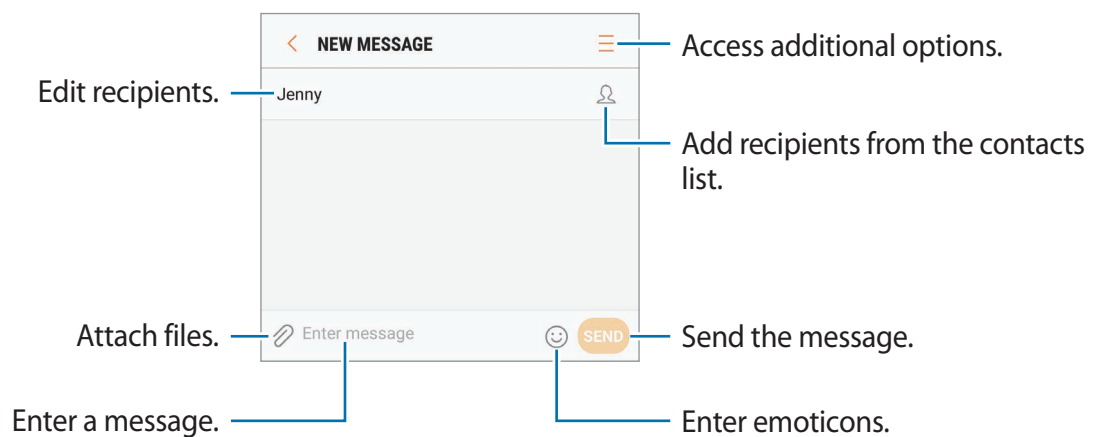 NEW MESSAGE
Access additional options.
Edit recipients.
Jenny
Add recipients from the contacts
list.
Attach files.
Enter message
SEND
Send the message.
Enter a message.
Enter emoticons.